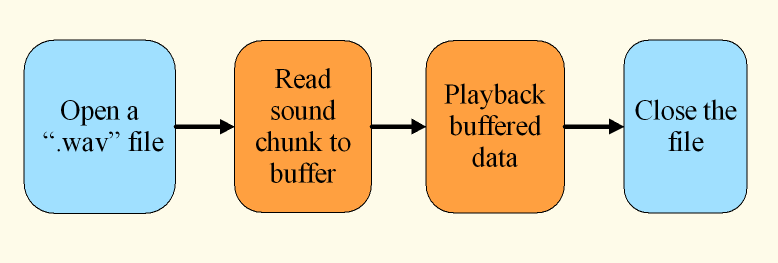 Open a
“.wav” file
Read
sound
chunk to
buffer
Playback
buffered
data
Close the
file